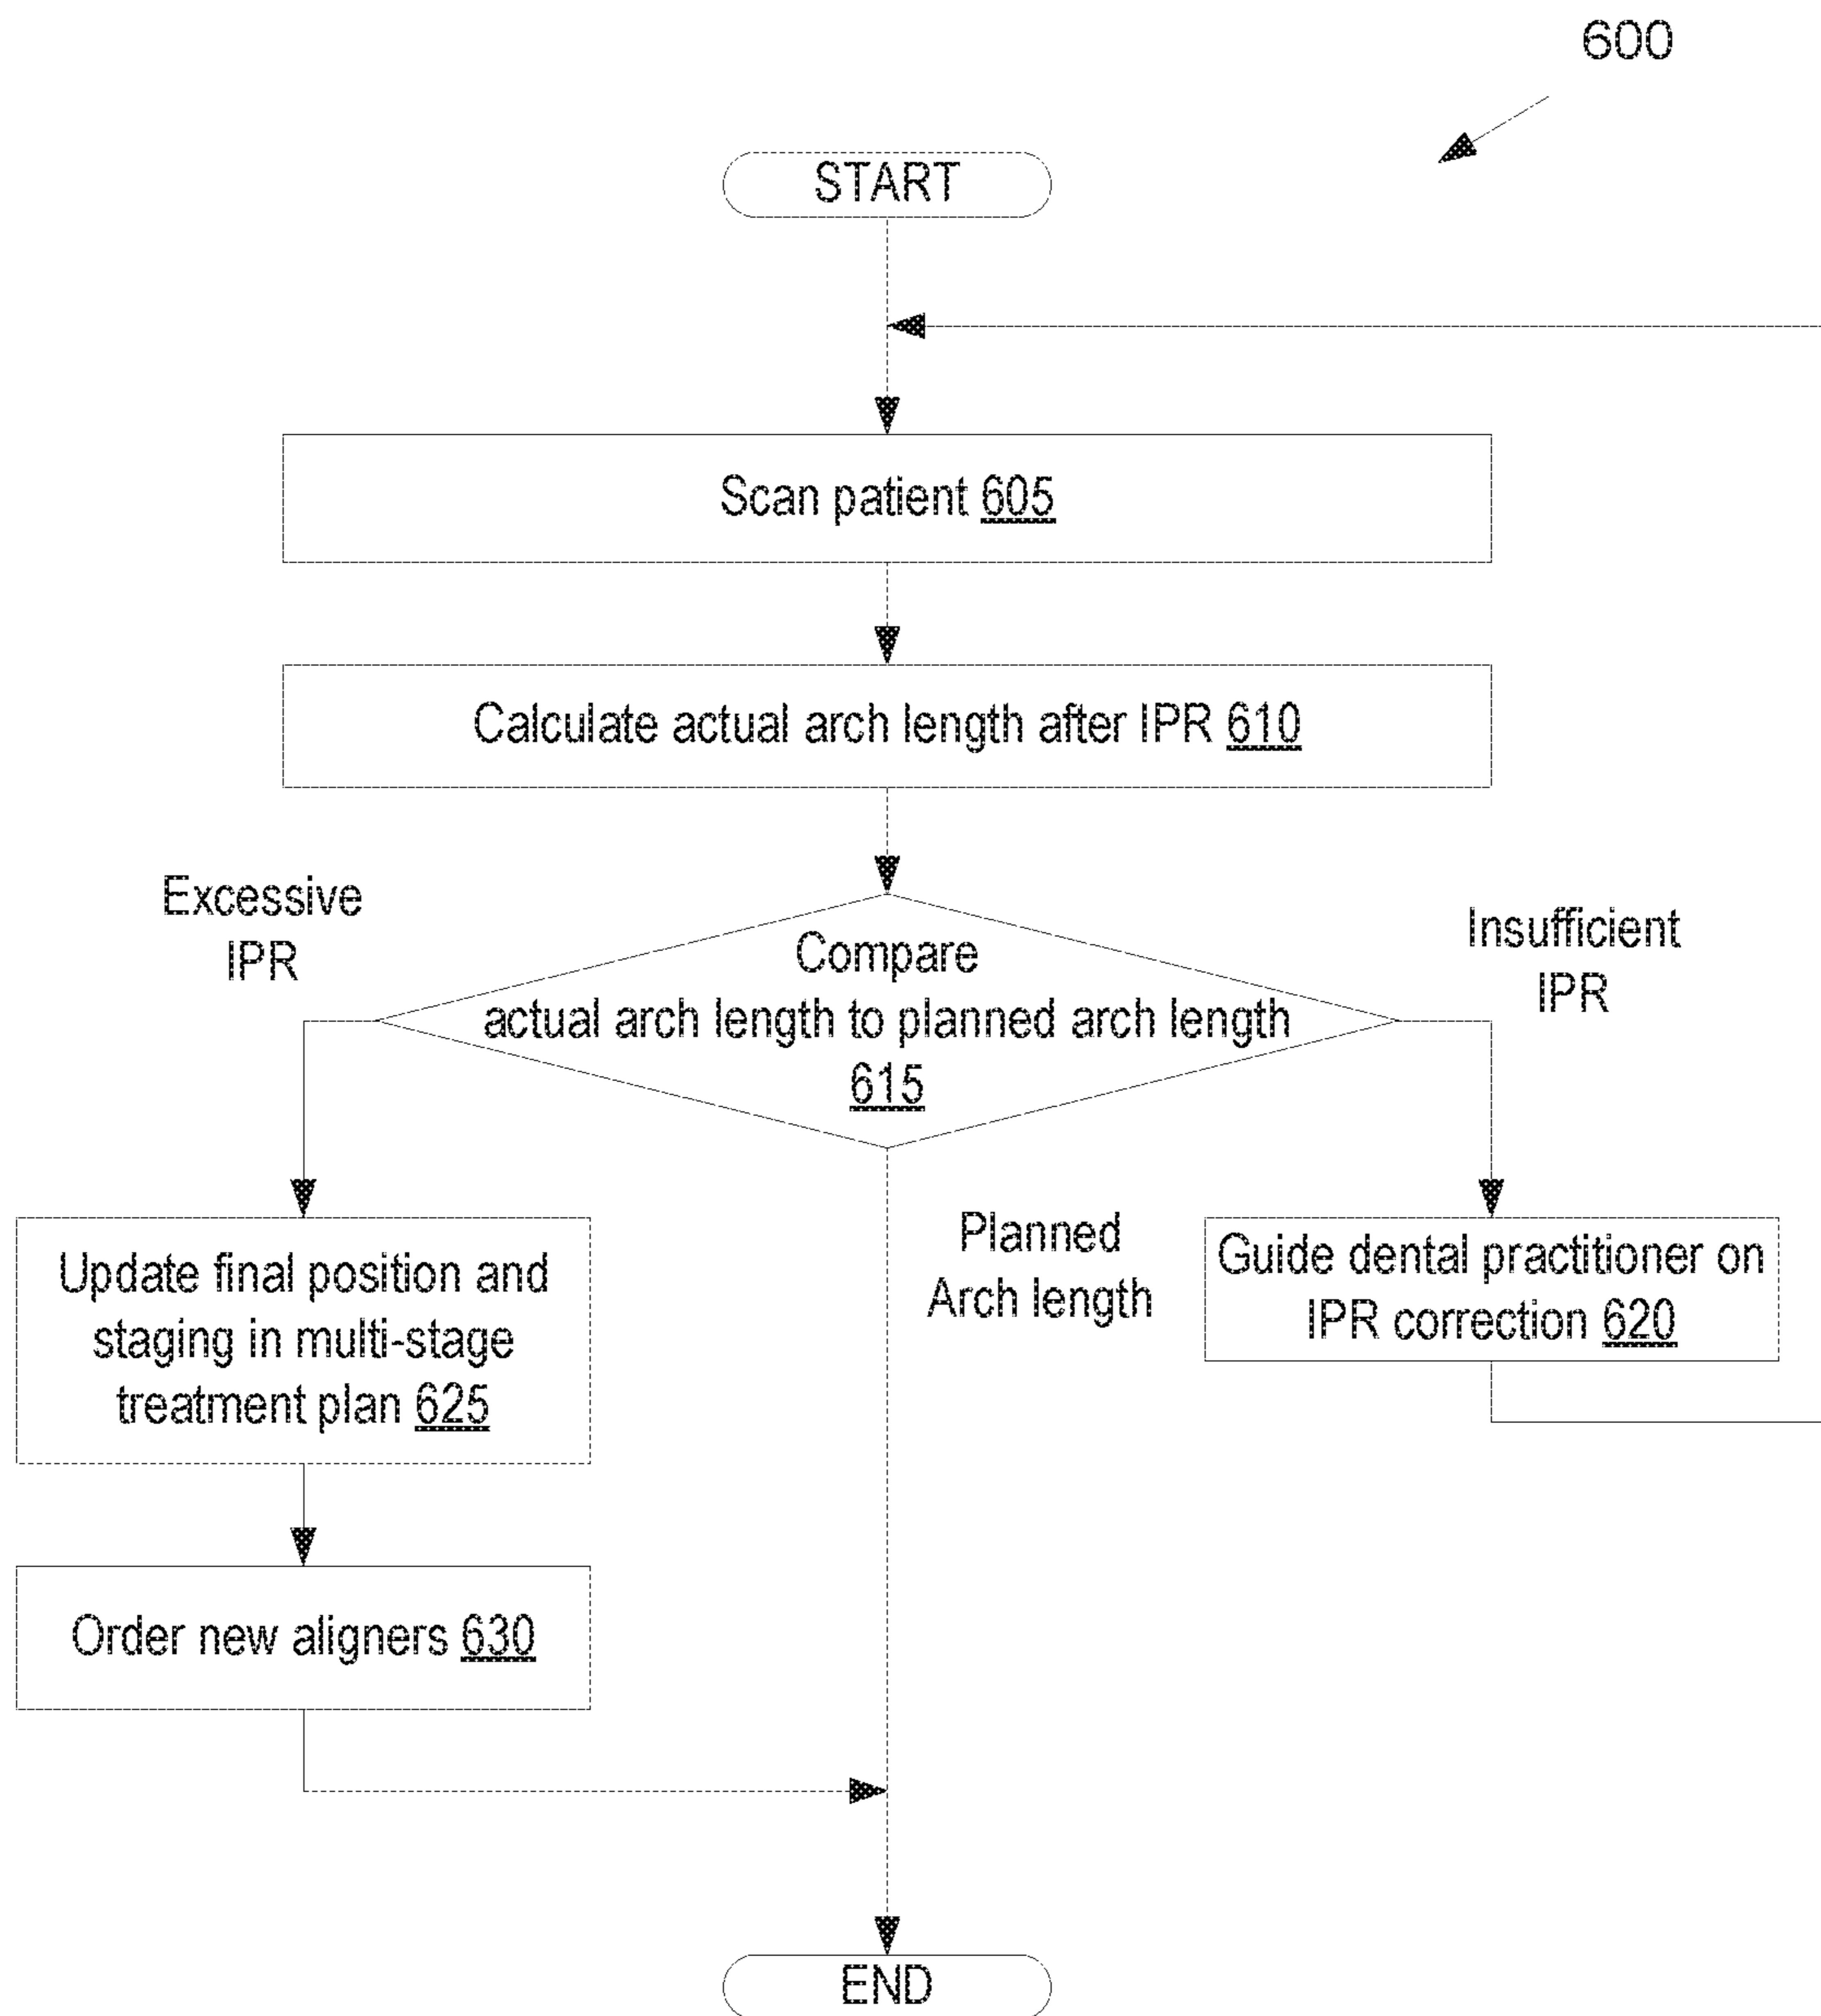 600
START
Scan patient 605
Calculate actual arch length after IPR 610
Excessive
IPR
Compare
actual arch length to planned arch length
615
Insufficient
IPR
Update final position and
staging in multi-stage
treatment plan 625
Planned
Arch length
Guide dental practitioner on
IPR correction 620
Order new aligners 630
END